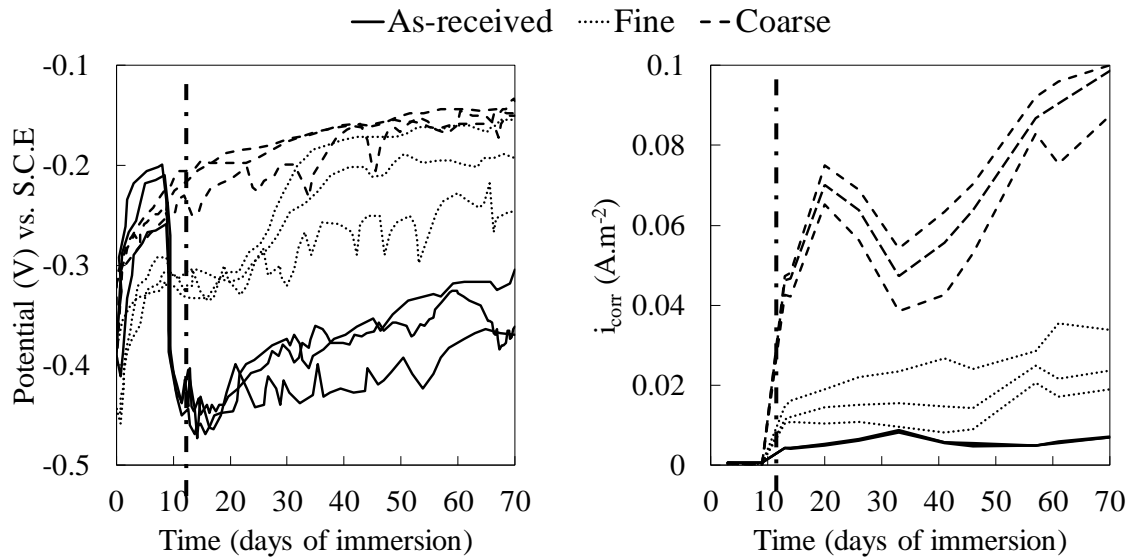 As-received Fine Coarse
Potential (V) vs. S.C.E
-0.1
-0.2
-0.3
-0.4
-0.5
0 10 20 30 40 50 60 70
Time (days of immersion)
i_corr (A.m⁻²)
0.1
0.08
0.06
0.04
0.02
0
0 10 20 30 40 50 60 70
Time (days of immersion)